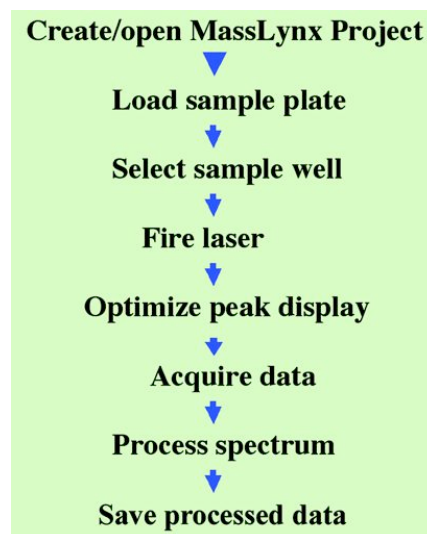 Create/open MassLynx Project
Load sample plate
Select sample well
Fire laser
Optimize peak display
Acquire data
Process spectrum
Save processed data